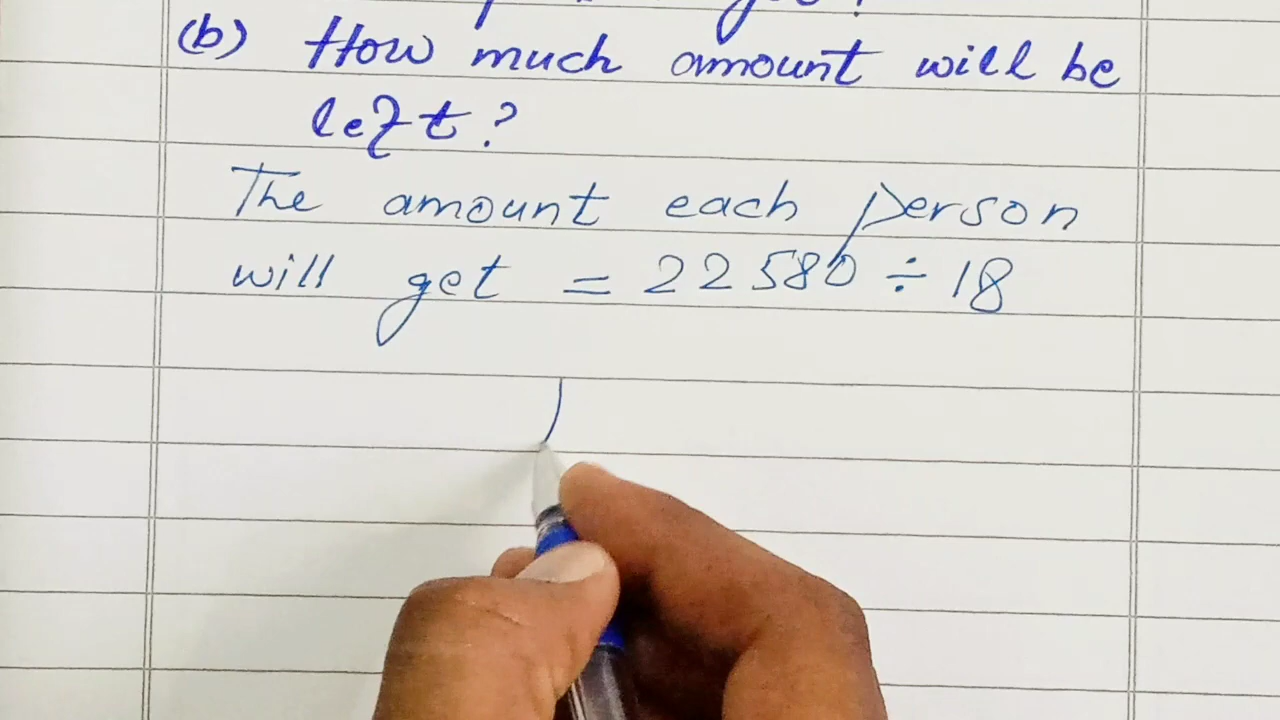 (b) How much amount will be
left?
The amount each person
will get = 22580 ÷ 18